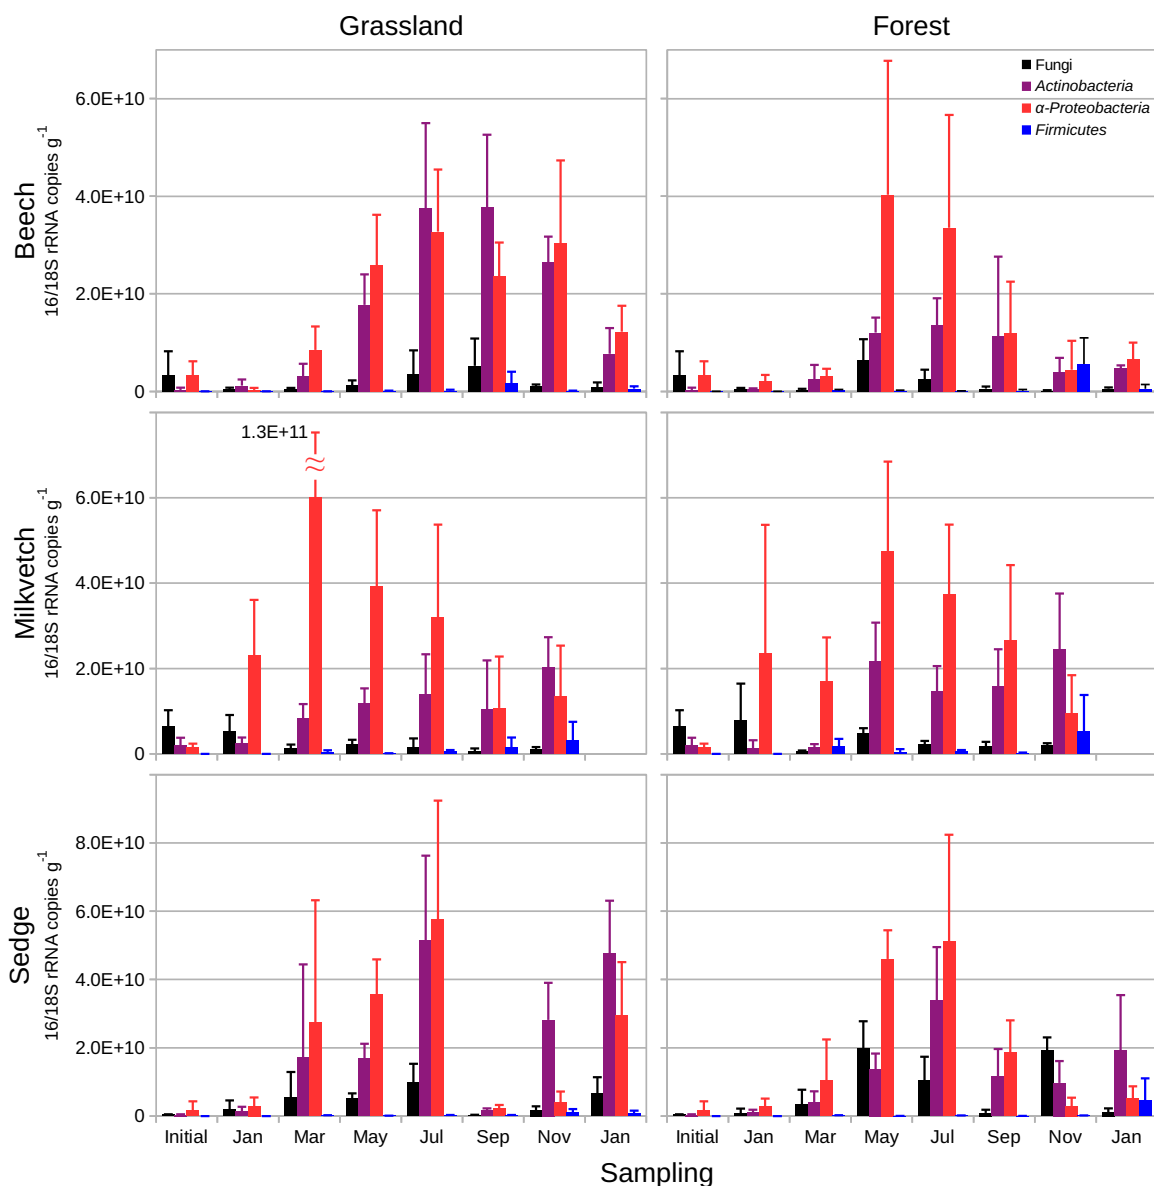 Grassland
Forest
Fungi
Actinobacteria
α-Proteobacteria
Firmicutes
Beech
16/18S rRNA copies g-1
6.0E+10
4.0E+10
2.0E+10
0
Milkvetch
16/18S rRNA copies g-1
1.3E+11
6.0E+10
4.0E+10
2.0E+10
0
Sedge
16/18S rRNA copies g-1
8.0E+10
6.0E+10
4.0E+10
2.0E+10
0
Initial Jan Mar May Jul Sep Nov Jan
Initial Jan Mar May Jul Sep Nov Jan
Sampling